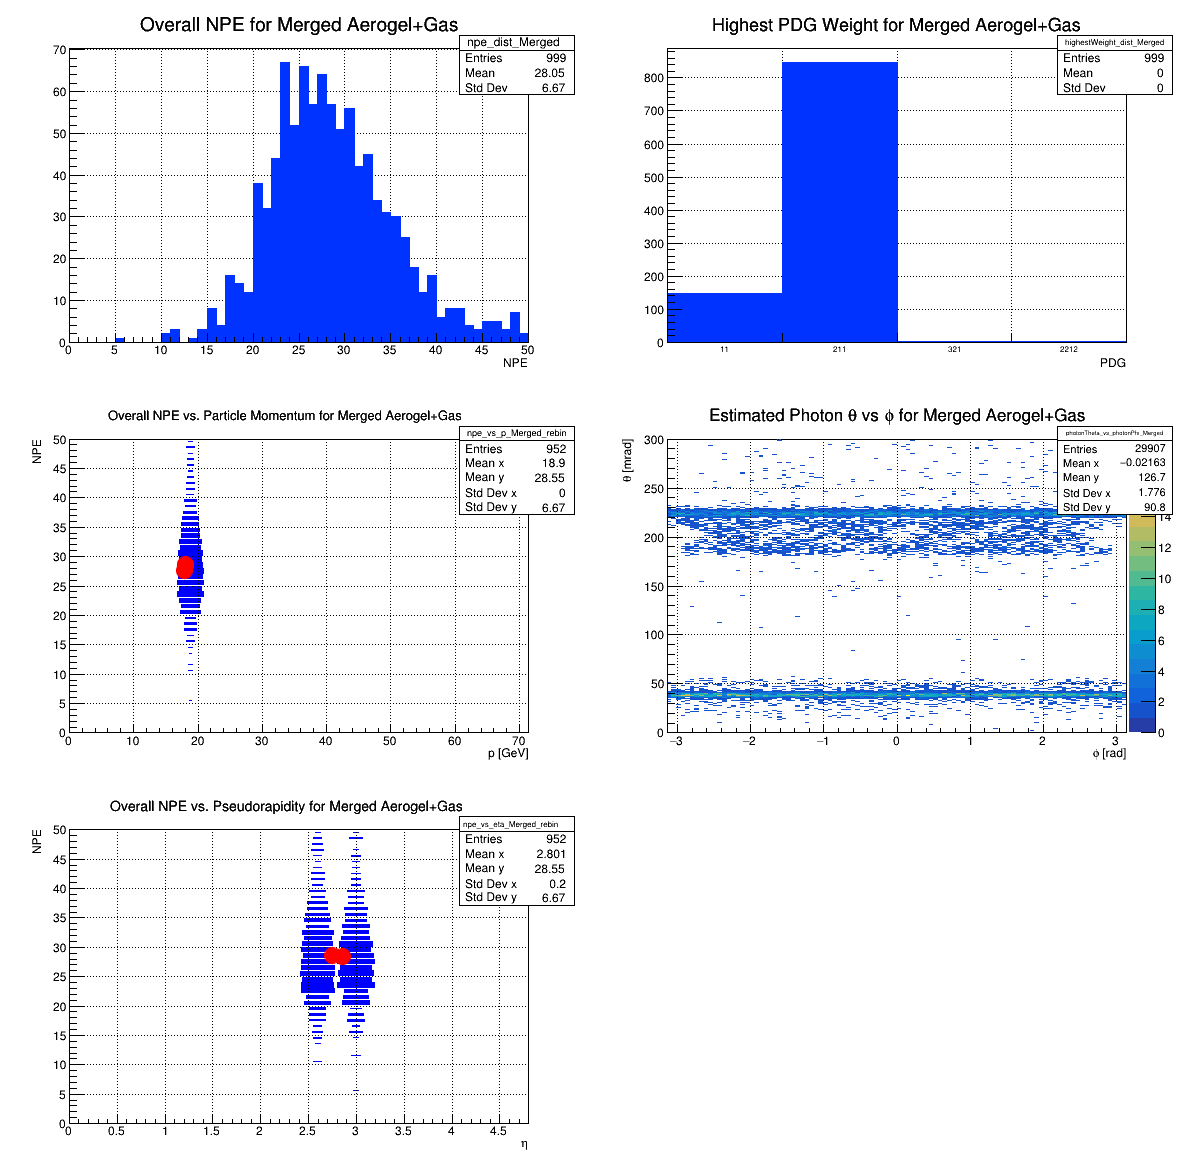 Overall NPE for Merged Aerogel+Gas
npe_dist_Merged
Entries 999
Mean 28.05
Std Dev 6.67
70
60
50
40
30
20
10
0
0 5 10 15 20 25 30 35 40 45 50
NPE
Highest PDG Weight for Merged Aerogel+Gas
highestWeight_dist_Merged
Entries 999
Mean 0
Std Dev 0
800
700
600
500
400
300
200
100
0
11 211 321 2212
PDG
Overall NPE vs. Particle Momentum for Merged Aerogel+Gas
npe_vs_p_Merged_rebin
Entries 952
Mean x 18.9
Mean y 28.55
Std Dev x 0
Std Dev y 6.67
NPE
50
45
40
35
30
25
20
15
10
5
0
0 10 20 30 40 50 60 70
p [GeV]
Estimated Photon θ vs ϕ for Merged Aerogel+Gas
photonTheta_vs_photonPhi_Merged
Entries 29907
Mean x −0.02163
Mean y 126.7
Std Dev x 1.776
Std Dev y 90.8
θ [mrad]
300
250
200
150
100
50
0
−3 −2 −1 0 1 2 3
ϕ [rad]
14
12
10
8
6
4
2
0
Overall NPE vs. Pseudorapidity for Merged Aerogel+Gas
npe_vs_eta_Merged_rebin
Entries 952
Mean x 2.801
Mean y 28.55
Std Dev x 0.2
Std Dev y 6.67
NPE
50
45
40
35
30
25
20
15
10
5
0
0 0.5 1 1.5 2 2.5 3 3.5 4 4.5
η